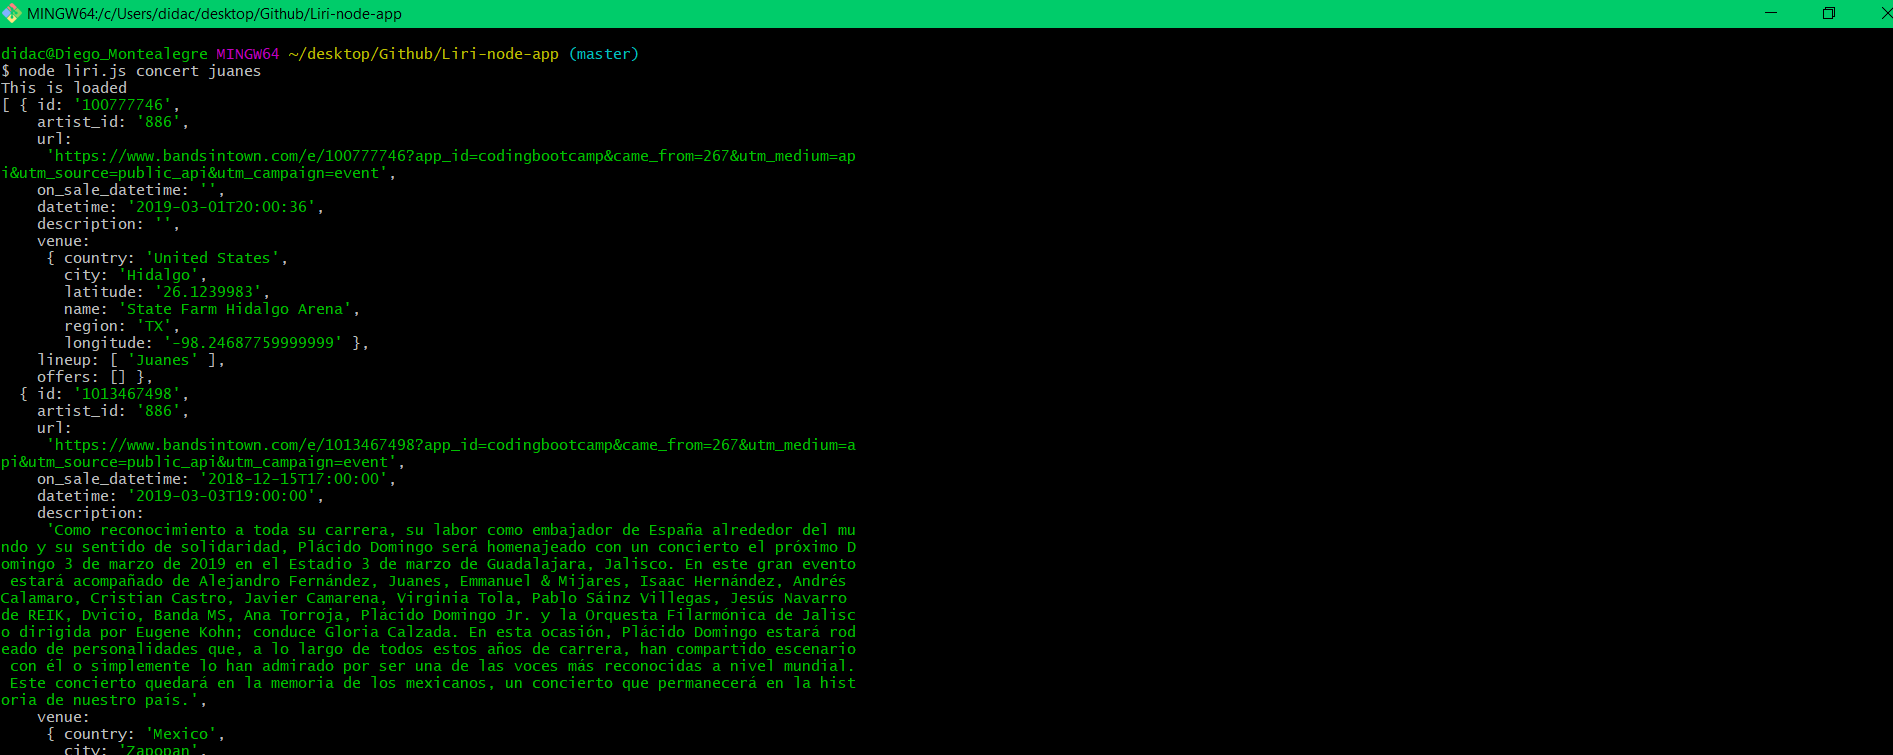 MINGW64:/c/Users/didac/desktop/Github/Liri-node-app
didac@Diego_Montealegre MINGW64 ~/desktop/Github/Liri-node-app (master)
$ node liri.js concert juanes
This is loaded
[ { id: '100777746',
    artist_id: '886',
    url:
     'https://www.bandsintown.com/e/100777746?app_id=codingbootcamp&came_from=267&utm_medium=ap
i&utm_source=public_api&utm_campaign=event',
    on_sale_datetime: '',
    datetime: '2019-03-01T20:00:36',
    description: '',
    venue:
     { country: 'United States',
       city: 'Hidalgo',
       latitude: '26.1239983',
       name: 'State Farm Hidalgo Arena',
       region: 'TX',
       longitude: '-98.24687759999999' },
    lineup: [ 'Juanes' ],
    offers: [] },
  { id: '1013467498',
    artist_id: '886',
    url:
     'https://www.bandsintown.com/e/1013467498?app_id=codingbootcamp&came_from=267&utm_medium=a
pi&utm_source=public_api&utm_campaign=event',
    on_sale_datetime: '2018-12-15T17:00:00',
    datetime: '2019-03-03T19:00:00',
    description:
     'Como reconocimiento a toda su carrera, su labor como embajador de España alrededor del mu
ndo y su sentido de solidaridad, Plácido Domingo será homenajeado con un concierto el próximo D
omingo 3 de marzo de 2019 en el Estadio 3 de marzo de Guadalajara, Jalisco. En este gran evento
 estará acompañado de Alejandro Fernández, Juanes, Emmanuel & Mijares, Isaac Hernández, Andrés
Calamaro, Cristian Castro, Javier Camarena, Virginia Tola, Pablo Sáinz Villegas, Jesús Navarro
de REIK, Dvicio, Banda MS, Ana Torroja, Plácido Domingo Jr. y la Orquesta Filarmónica de Jalisc
o dirigida por Eugene Kohn; conduce Gloria Calzada. En esta ocasión, Plácido Domingo estará rod
eado de personalidades que, a lo largo de todos estos años de carrera, han compartido escenario
 con él o simplemente lo han admirado por ser una de las voces más reconocidas a nivel mundial.
 Este concierto quedará en la memoria de los mexicanos, un concierto que permanecerá en la hist
oria de nuestro país.',
    venue:
     { country: 'Mexico',
       city: 'Zapopan',